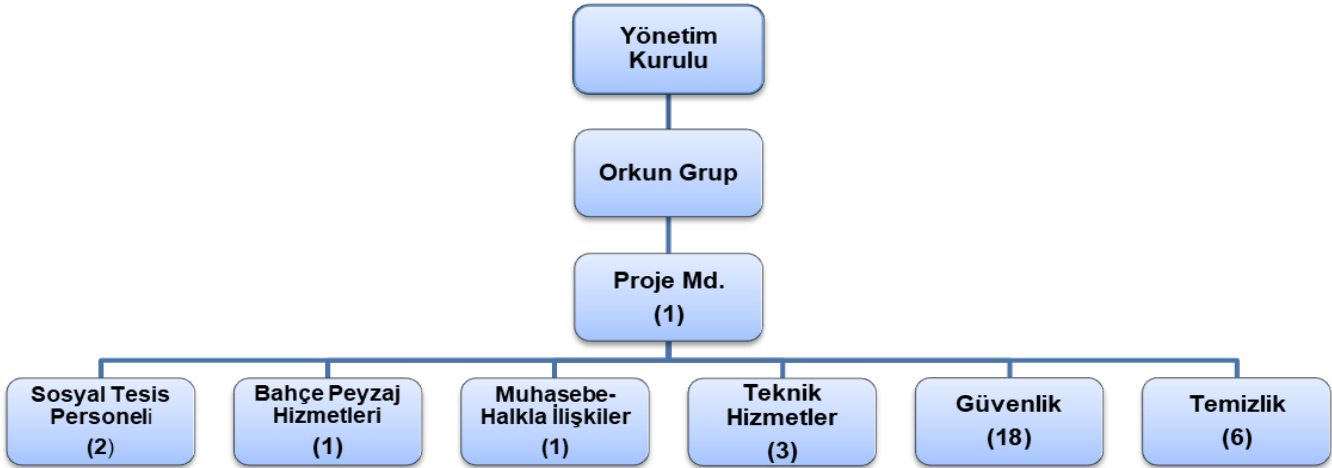 Yönetim
Kurulu
Orkun Grup
Proje Md.
(1)
Sosyal Tesis
Personeli
(2)
Bahçe Peyzaj
Hizmetleri
(1)
Muhasebe-
Halkla İlişkiler
(1)
Teknik
Hizmetler
(3)
Güvenlik
(18)
Temizlik
(6)